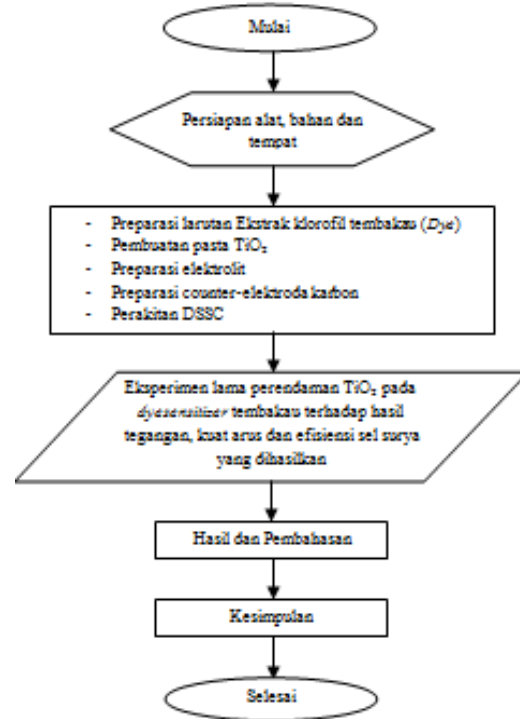 Mulai
Persiapan alat, bahan dan
tempat
- Preparasi larutan Ekstrak klorofil tembakau (Dye)
- Pembuatan pasta TiO₂
- Preparasi elektrolit
- Preparasi counter-elektroda karbon
- Perakitan DSSC
Eksperimen lama perendaman TiO₂ pada
dyesensitizer tembakau terhadap hasil
tegangan, kuat arus dan efisiensi sel surya
yang dihasilkan
Hasil dan Pembahasan
Kesimpulan
Selesai